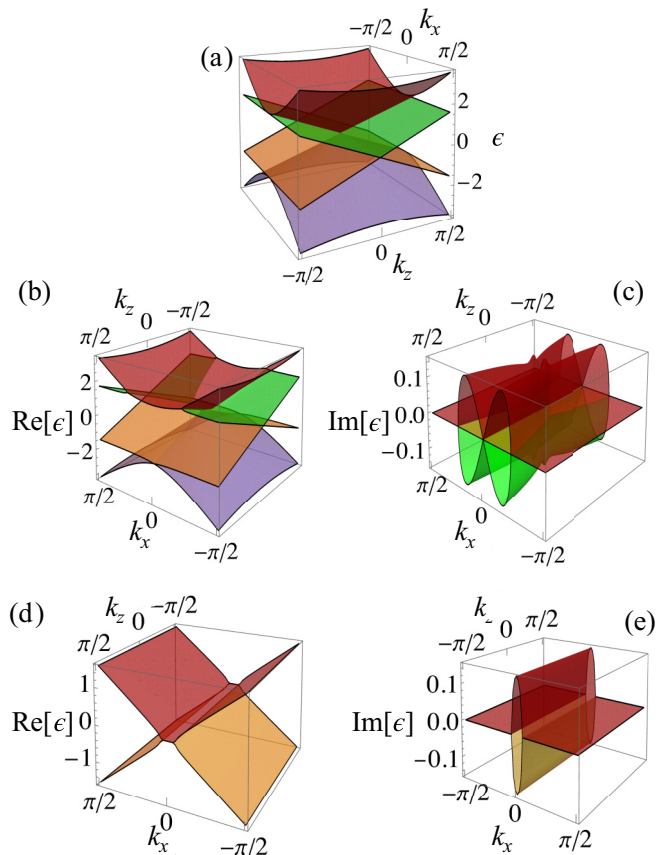 (a)
−π/2 0 k_x π/2
2
0 ϵ
−2
−π/2 0 k_z π/2
(b)
k_z 0 −π/2
π/2
2
Re[ϵ] 0
−2
π/2 k_x 0 −π/2
(c)
k_z 0 −π/2
π/2
0.1
Im[ϵ] 0.0
−0.1
π/2 k_x 0 −π/2
(d)
k_z 0 −π/2
π/2
1
Re[ϵ] 0
−1
π/2 k_x 0 −π/2
(e)
k_z π/2
−π/2 0
0.1
Im[ϵ] 0.0
−0.1
−π/2 k_x 0 π/2